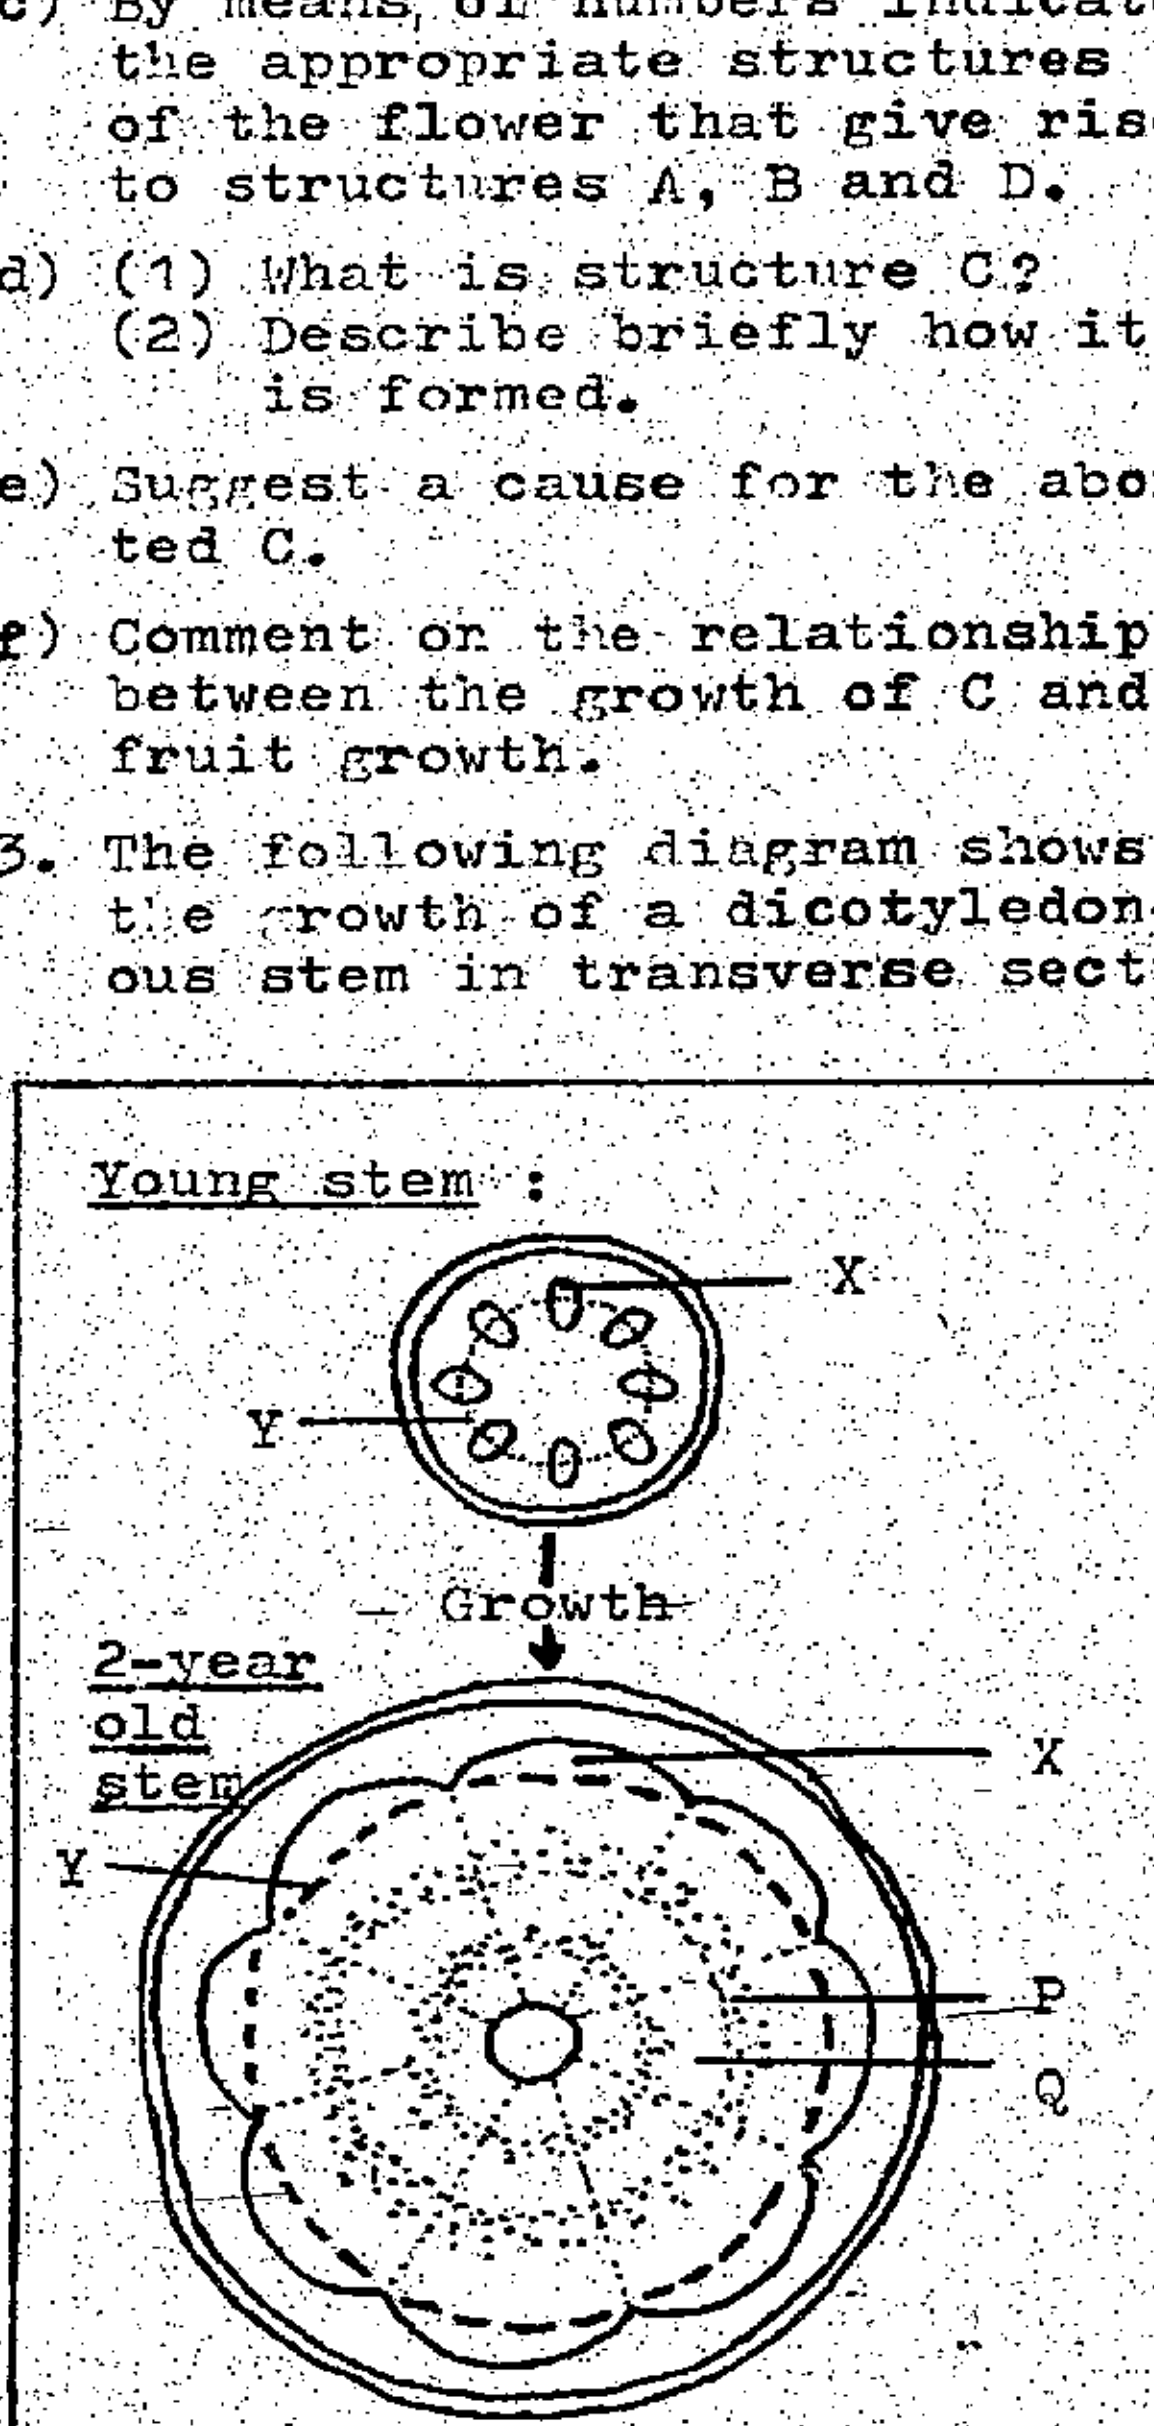 c) By means of numbers indicat
the appropriate structures
of the flower that give ris
to structures A, B and D.
d) (1) What is structure C?
(2) Describe briefly how it
is formed.
e) Suggest a cause for the abor
ted C.
f) Comment on the relationship
between the growth of C and
fruit growth.
3. The following diagram shows
the growth of a dicotyledon-
ous stem in transverse sect
Young stem :
X
Y
Growth
2-year
old
stem
X
Y
P
Q